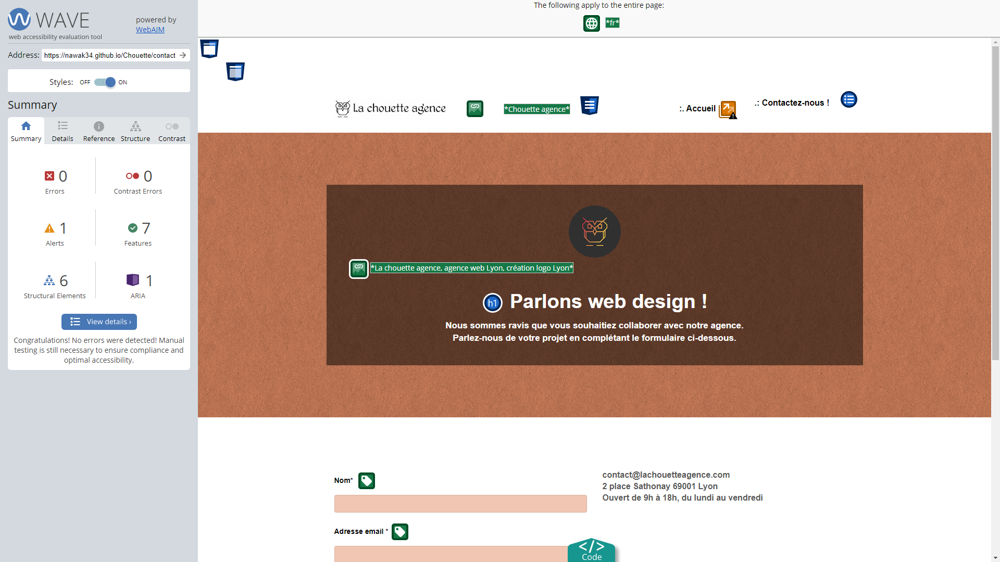 WAVE
web accessibility evaluation tool
powered by
WebAIM
Address: https://nawak34.github.io/Chouette/contact
Styles: OFF ON
Summary
Summary Details Reference Structure Contrast
0 Errors
0 Contrast Errors
1 Alerts
7 Features
6 Structural Elements
1 ARIA
View details ›
Congratulations! No errors were detected! Manual
testing is still necessary to ensure compliance and
optimal accessibility.
The following apply to the entire page:
*fr*
La chouette agence
*Chouette agence*
:. Accueil
.: Contactez-nous !
*La chouette agence, agence web Lyon, création logo Lyon*
h1 Parlons web design !
Nous sommes ravis que vous souhaitiez collaborer avec notre agence.
Parlez-nous de votre projet en complétant le formulaire ci-dessous.
Nom*
Adresse email *
contact@lachouetteagence.com
2 place Sathonay 69001 Lyon
Ouvert de 9h à 18h, du lundi au vendredi
</> Code